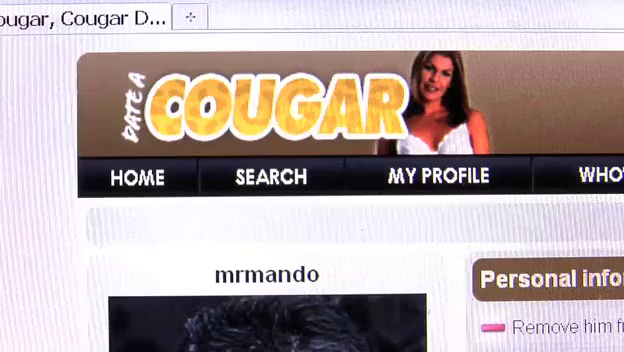 ougar, Cougar D...
DATE A COUGAR
HOME SEARCH MY PROFILE WHO'
mrmando
Personal info
Remove him f